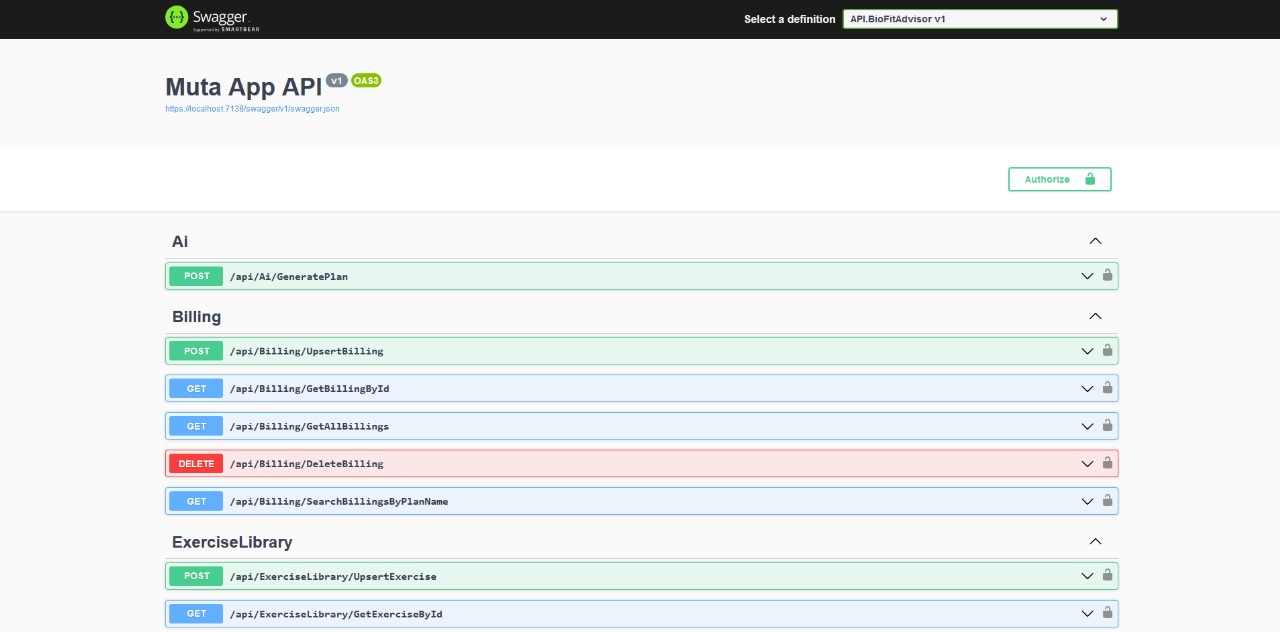 Swagger.
Supported by SMARTBEAR
Select a definition
API.BioFitAdvisor v1
Muta App API v1 OAS3
https://localhost:7138/swagger/v1/swagger.json
Authorize
Ai
POST /api/Ai/GeneratePlan
Billing
POST /api/Billing/UpsertBilling
GET /api/Billing/GetBillingById
GET /api/Billing/GetAllBillings
DELETE /api/Billing/DeleteBilling
GET /api/Billing/SearchBillingsByPlanName
ExerciseLibrary
POST /api/ExerciseLibrary/UpsertExercise
GET /api/ExerciseLibrary/GetExerciseById